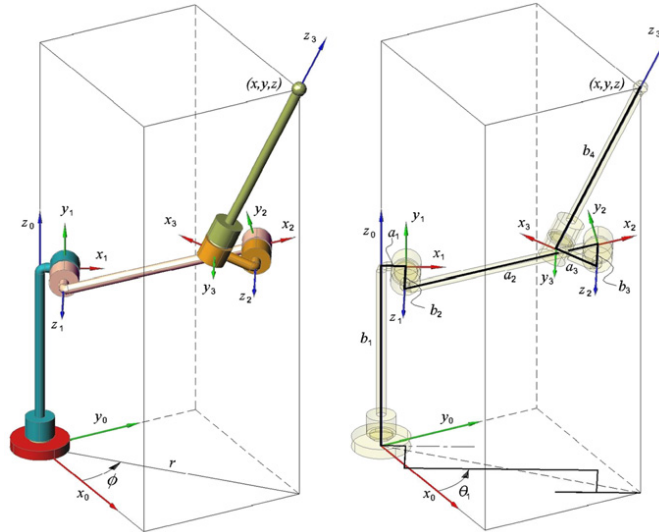 z3
(x,y,z)
z0
y1
x1
z1
x3
y2
x2
y3
z2
y0
ϕ
r
x0
z3
(x,y,z)
b4
z0
y1
a1
x1
z1
b2
a2
x3
y2
x2
y3
a3
b3
z2
b1
y0
x0
θ1